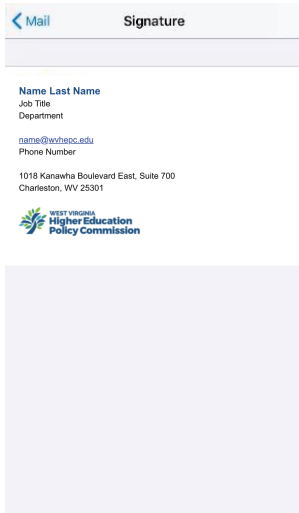 Mail
Signature
Name Last Name
Job Title
Department
name@wvhepc.edu
Phone Number
1018 Kanawha Boulevard East, Suite 700
Charleston, WV 25301
WEST VIRGINIA
Higher Education
Policy Commission